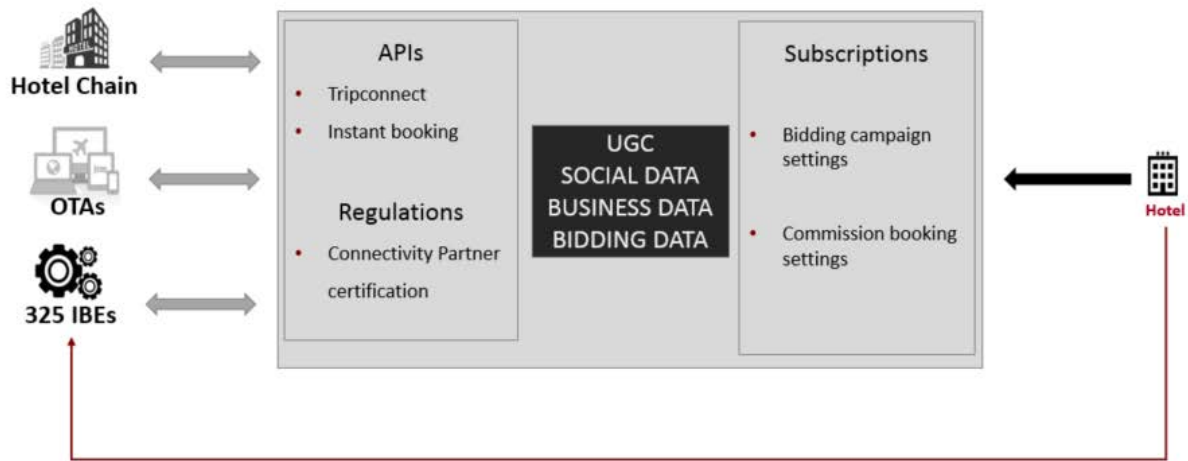 HOTEL
Hotel Chain
OTAs
325 IBEs
APIs
• Tripconnect
• Instant booking
Regulations
• Connectivity Partner
certification
UGC
SOCIAL DATA
BUSINESS DATA
BIDDING DATA
Subscriptions
• Bidding campaign
settings
• Commission booking
settings
Hotel